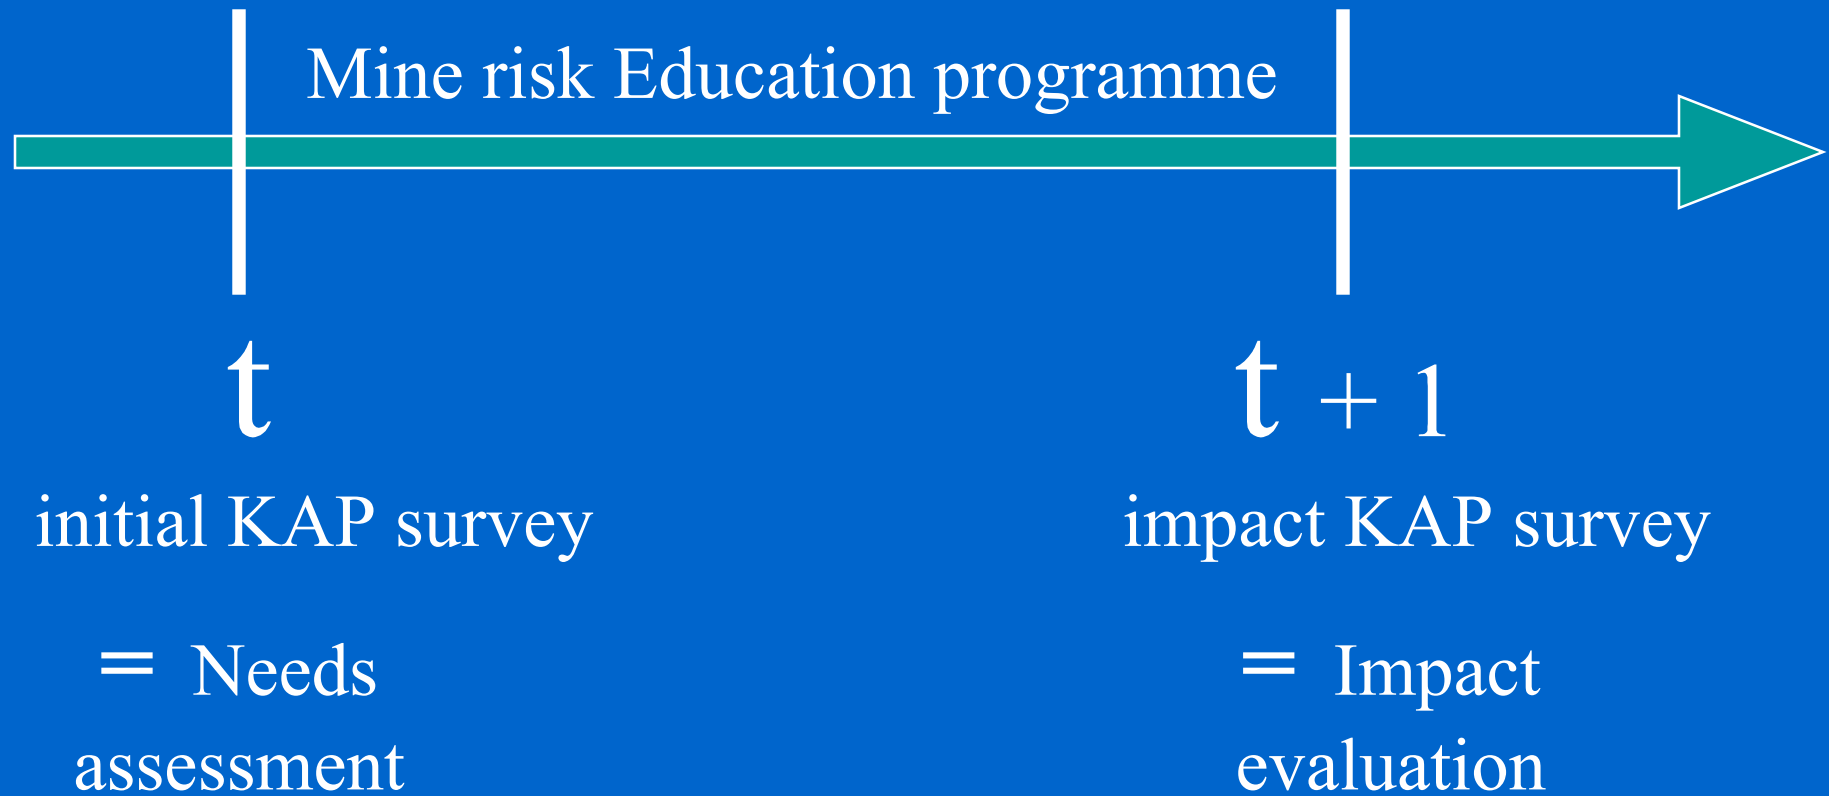 Mine risk Education programme
t
t + 1
initial KAP survey
impact KAP survey
= Needs
assessment
= Impact
evaluation